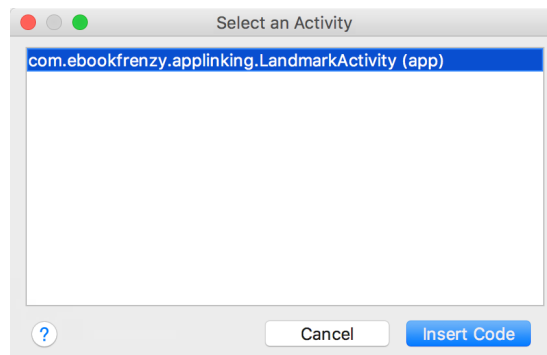 Select an Activity
com.ebookfrenzy.applinking.LandmarkActivity (app)
? Cancel Insert Code